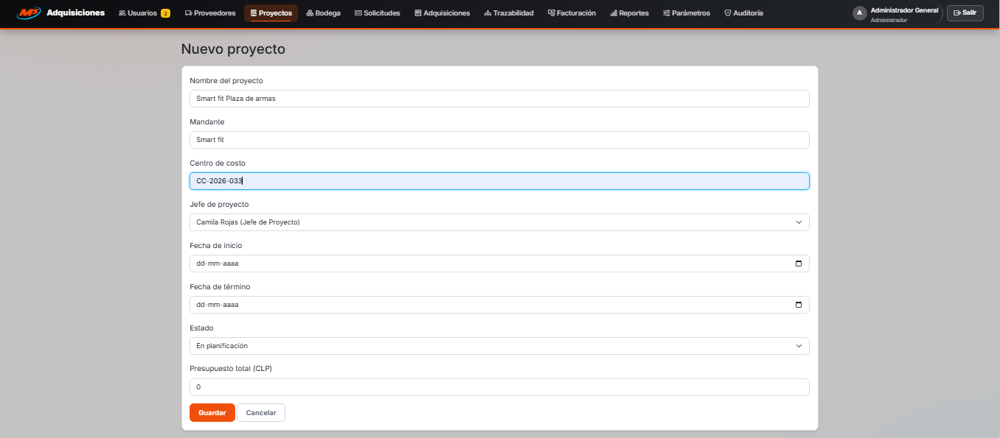 M5 Adquisiciones Usuarios 2 Proveedores Proyectos Bodega Solicitudes Adquisiciones Trazabilidad Facturación Reportes Parámetros Auditoría A Administrador General Salir
Administrador
Nuevo proyecto
Nombre del proyecto
Smart fit Plaza de armas
Mandante
Smart fit
Centro de costo
CC-2026-033
Jefe de proyecto
Camila Rojas (Jefe de Proyecto)
Fecha de inicio
dd-mm-aaaa
Fecha de término
dd-mm-aaaa
Estado
En planificación
Presupuesto total (CLP)
0
Guardar Cancelar